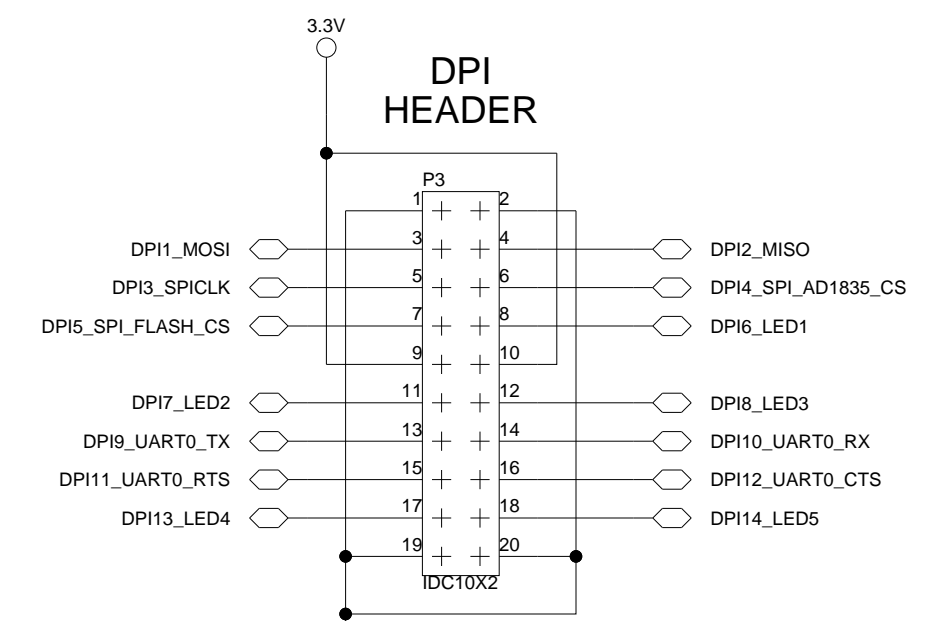 3.3V
DPI
HEADER
P3
1 2
DPI1_MOSI 3 4 DPI2_MISO
DPI3_SPICLK 5 6 DPI4_SPI_AD1835_CS
DPI5_SPI_FLASH_CS 7 8 DPI6_LED1
9 10
DPI7_LED2 11 12 DPI8_LED3
DPI9_UART0_TX 13 14 DPI10_UART0_RX
DPI11_UART0_RTS 15 16 DPI12_UART0_CTS
DPI13_LED4 17 18 DPI14_LED5
19 20
IDC10X2